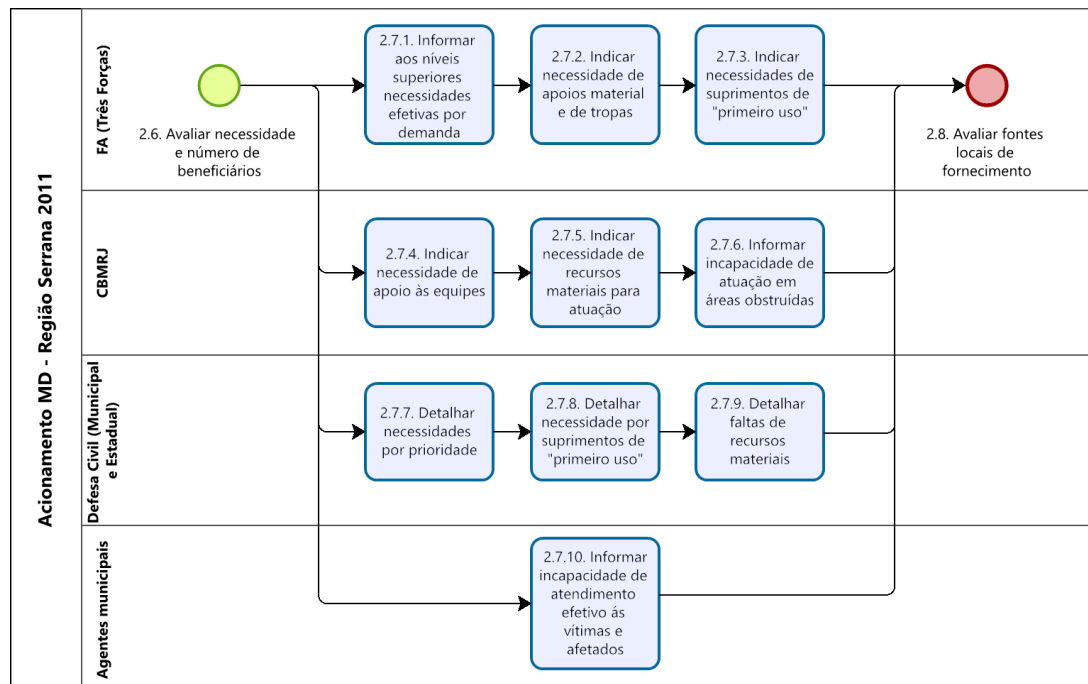 Acionamento MD - Região Serrana 2011
FA (Três Forças)
2.6. Avaliar necessidade
e número de
beneficiários
2.7.1. Informar
aos níveis
superiores
necessidades
efetivas por
demanda
2.7.2. Indicar
necessidade de
apoios material
e de tropas
2.7.3. Indicar
necessidades de
suprimentos de
"primeiro uso"
2.8. Avaliar fontes
locais de
fornecimento
CBMRJ
2.7.4. Indicar
necessidade de
apoio às equipes
2.7.5. Indicar
necessidade de
recursos
materiais para
atuação
2.7.6. Informar
incapacidade de
atuação em
áreas obstruídas
Defesa Civil (Municipal
e Estadual)
2.7.7. Detalhar
necessidades
por prioridade
2.7.8. Detalhar
necessidade por
suprimentos de
"primeiro uso"
2.7.9. Detalhar
faltas de
recursos
materiais
Agentes municipais
2.7.10. Informar
incapacidade de
atendimento
efetivo ás
vítimas e
afetados